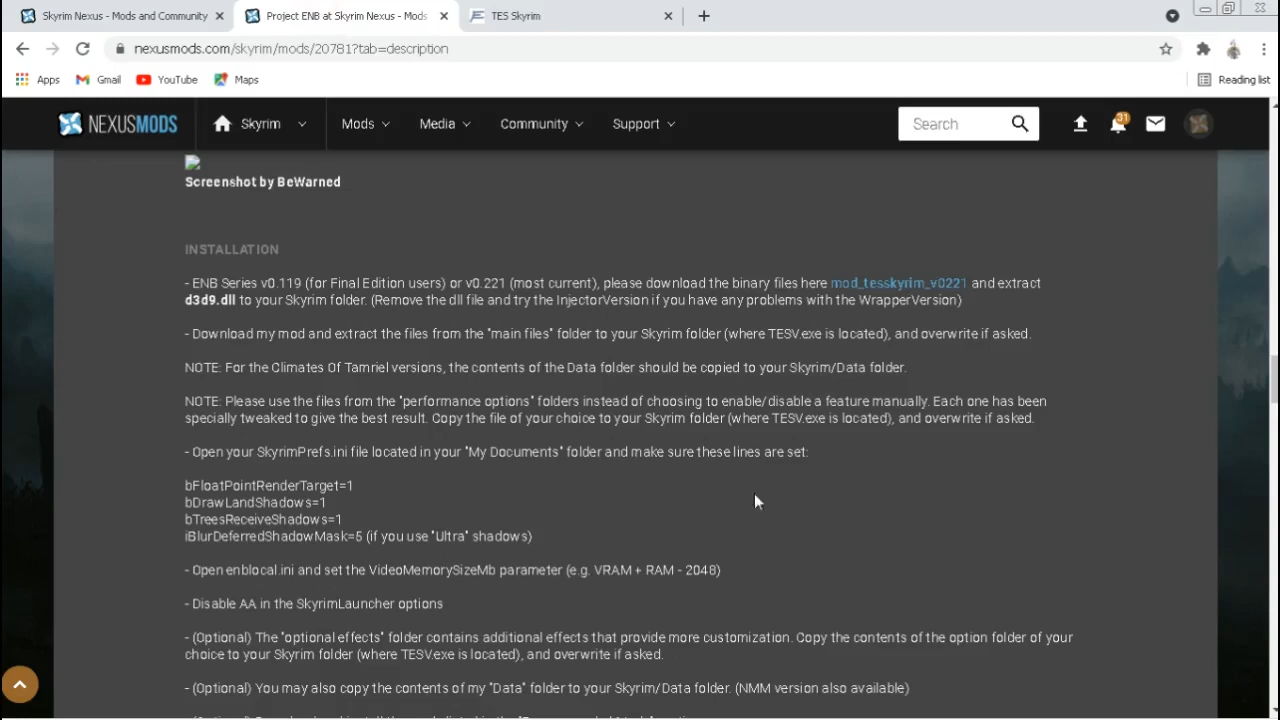 Skyrim Nexus - Mods and Community
Project ENB at Skyrim Nexus - Mods
TES Skyrim
nexusmods.com/skyrim/mods/20781?tab=description
Apps
Gmail
YouTube
Maps
Reading list
NEXUSMODS
Skyrim
Mods
Media
Community
Support
Search
31
Screenshot by BeWarned
INSTALLATION
- ENB Series v0.119 (for Final Edition users) or v0.221 (most current), please download the binary files here mod_tesskyrim_v0221 and extract
d3d9.dll to your Skyrim folder. (Remove the dll file and try the InjectorVersion if you have any problems with the WrapperVersion)
- Download my mod and extract the files from the "main files" folder to your Skyrim folder (where TESV.exe is located), and overwrite if asked.
NOTE: For the Climates Of Tamriel versions, the contents of the Data folder should be copied to your Skyrim/Data folder.
NOTE: Please use the files from the "performance options" folders instead of choosing to enable/disable a feature manually. Each one has been
specially tweaked to give the best result. Copy the file of your choice to your Skyrim folder (where TESV.exe is located), and overwrite if asked.
- Open your SkyrimPrefs.ini file located in your "My Documents" folder and make sure these lines are set:
bFloatPointRenderTarget=1
bDrawLandShadows=1
bTreesReceiveShadows=1
iBlurDeferredShadowMask=5 (if you use "Ultra" shadows)
- Open enblocal.ini and set the VideoMemorySizeMb parameter (e.g. VRAM + RAM - 2048)
- Disable AA in the SkyrimLauncher options
- (Optional) The "optional effects" folder contains additional effects that provide more customization. Copy the contents of the option folder of your
choice to your Skyrim folder (where TESV.exe is located), and overwrite if asked.
- (Optional) You may also copy the contents of my "Data" folder to your Skyrim/Data folder. (NMM version also available)